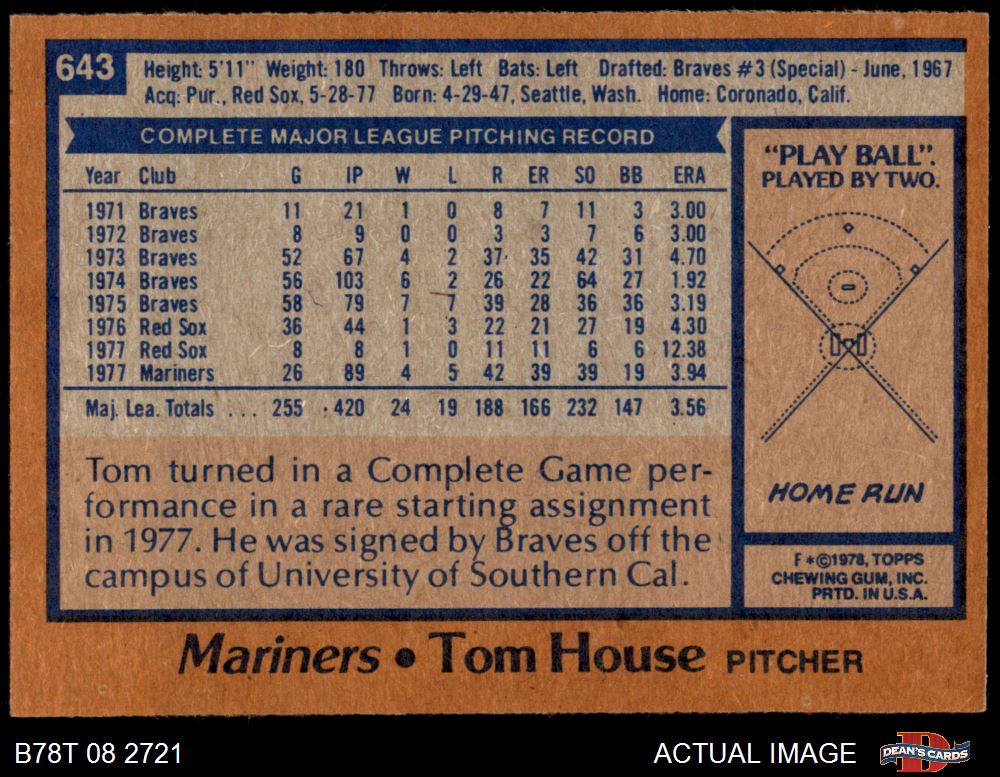 643
Height: 5'11" Weight: 180 Throws: Left Bats: Left Drafted: Braves #3 (Special) - June, 1967
Acq: Pur., Red Sox, 5-28-77 Born: 4-29-47, Seattle, Wash. Home: Coronado, Calif.
COMPLETE MAJOR LEAGUE PITCHING RECORD
Year Club G IP W L R ER SO BB ERA
1971 Braves 11 21 1 0 8 7 11 3 3.00
1972 Braves 8 9 0 0 3 3 7 6 3.00
1973 Braves 52 67 4 2 37 35 42 31 4.70
1974 Braves 56 103 6 2 26 22 64 27 1.92
1975 Braves 58 79 7 7 39 28 36 36 3.19
1976 Red Sox 36 44 1 3 22 21 27 19 4.30
1977 Red Sox 8 8 1 0 11 11 6 6 12.38
1977 Mariners 26 89 4 5 42 39 39 19 3.94
Maj. Lea. Totals ... 255 420 24 19 188 166 232 147 3.56
Tom turned in a Complete Game per-
formance in a rare starting assignment
in 1977. He was signed by Braves off the
campus of University of Southern Cal.
"PLAY BALL".
PLAYED BY TWO.
HOME RUN
F *©1978, TOPPS
CHEWING GUM, INC.
PRTD. IN U.S.A.
Mariners • Tom House PITCHER
B78T 08 2721
ACTUAL IMAGE
D
DEAN'S CARDS